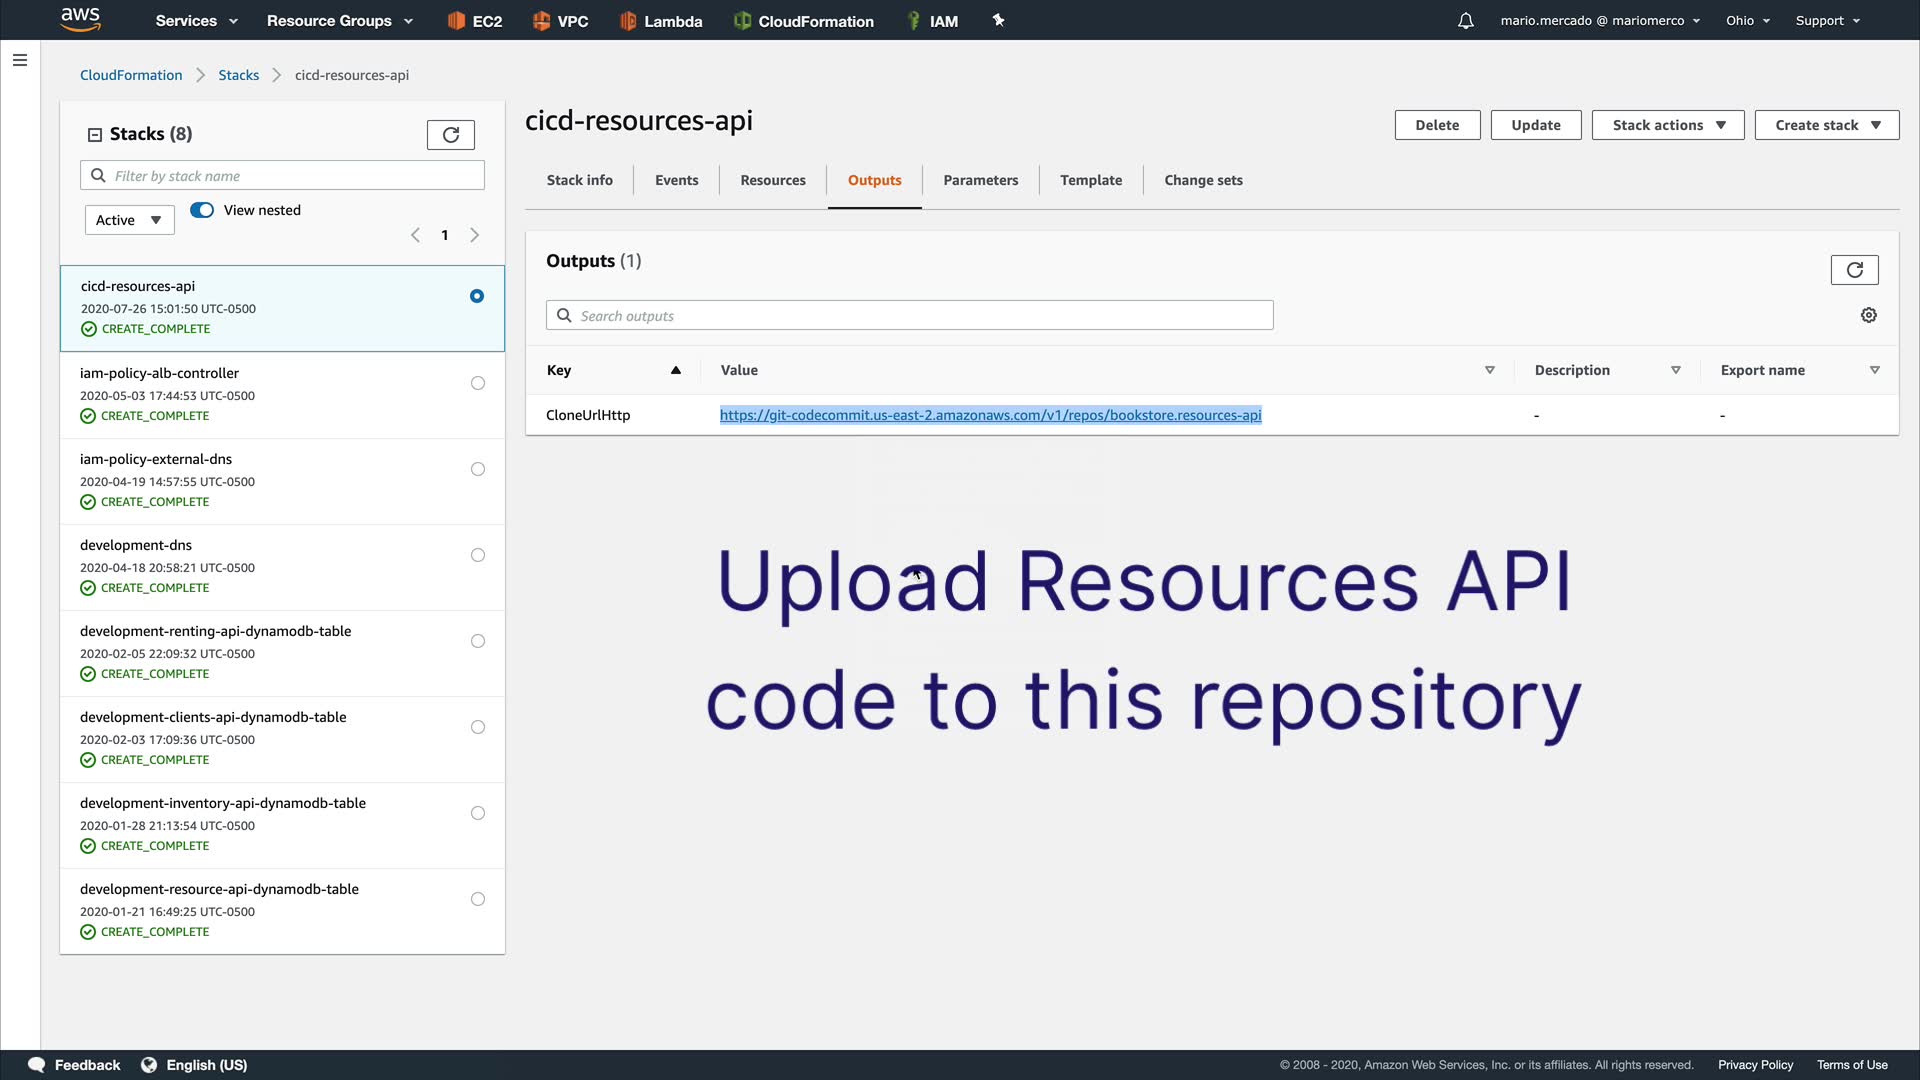 aws
Services
Resource Groups
EC2
VPC
Lambda
CloudFormation
IAM
mario.mercado @ mariomerco
Ohio
Support
CloudFormation
Stacks
cicd-resources-api
Stacks (8)
Filter by stack name
Active
View nested
1
cicd-resources-api
2020-07-26 15:01:50 UTC-0500
CREATE_COMPLETE
iam-policy-alb-controller
2020-05-03 17:44:53 UTC-0500
CREATE_COMPLETE
iam-policy-external-dns
2020-04-19 14:57:55 UTC-0500
CREATE_COMPLETE
development-dns
2020-04-18 20:58:21 UTC-0500
CREATE_COMPLETE
development-renting-api-dynamodb-table
2020-02-05 22:09:32 UTC-0500
CREATE_COMPLETE
development-clients-api-dynamodb-table
2020-02-03 17:09:36 UTC-0500
CREATE_COMPLETE
development-inventory-api-dynamodb-table
2020-01-28 21:13:54 UTC-0500
CREATE_COMPLETE
development-resource-api-dynamodb-table
2020-01-21 16:49:25 UTC-0500
CREATE_COMPLETE
cicd-resources-api
Delete
Update
Stack actions
Create stack
Stack info
Events
Resources
Outputs
Parameters
Template
Change sets
Outputs (1)
Search outputs
Key
Value
Description
Export name
CloneUrlHttp
https://git-codecommit.us-east-2.amazonaws.com/v1/repos/bookstore.resources-api
-
-
Upload Resources API
code to this repository
Feedback
English (US)
© 2008 - 2020, Amazon Web Services, Inc. or its affiliates. All rights reserved.
Privacy Policy
Terms of Use